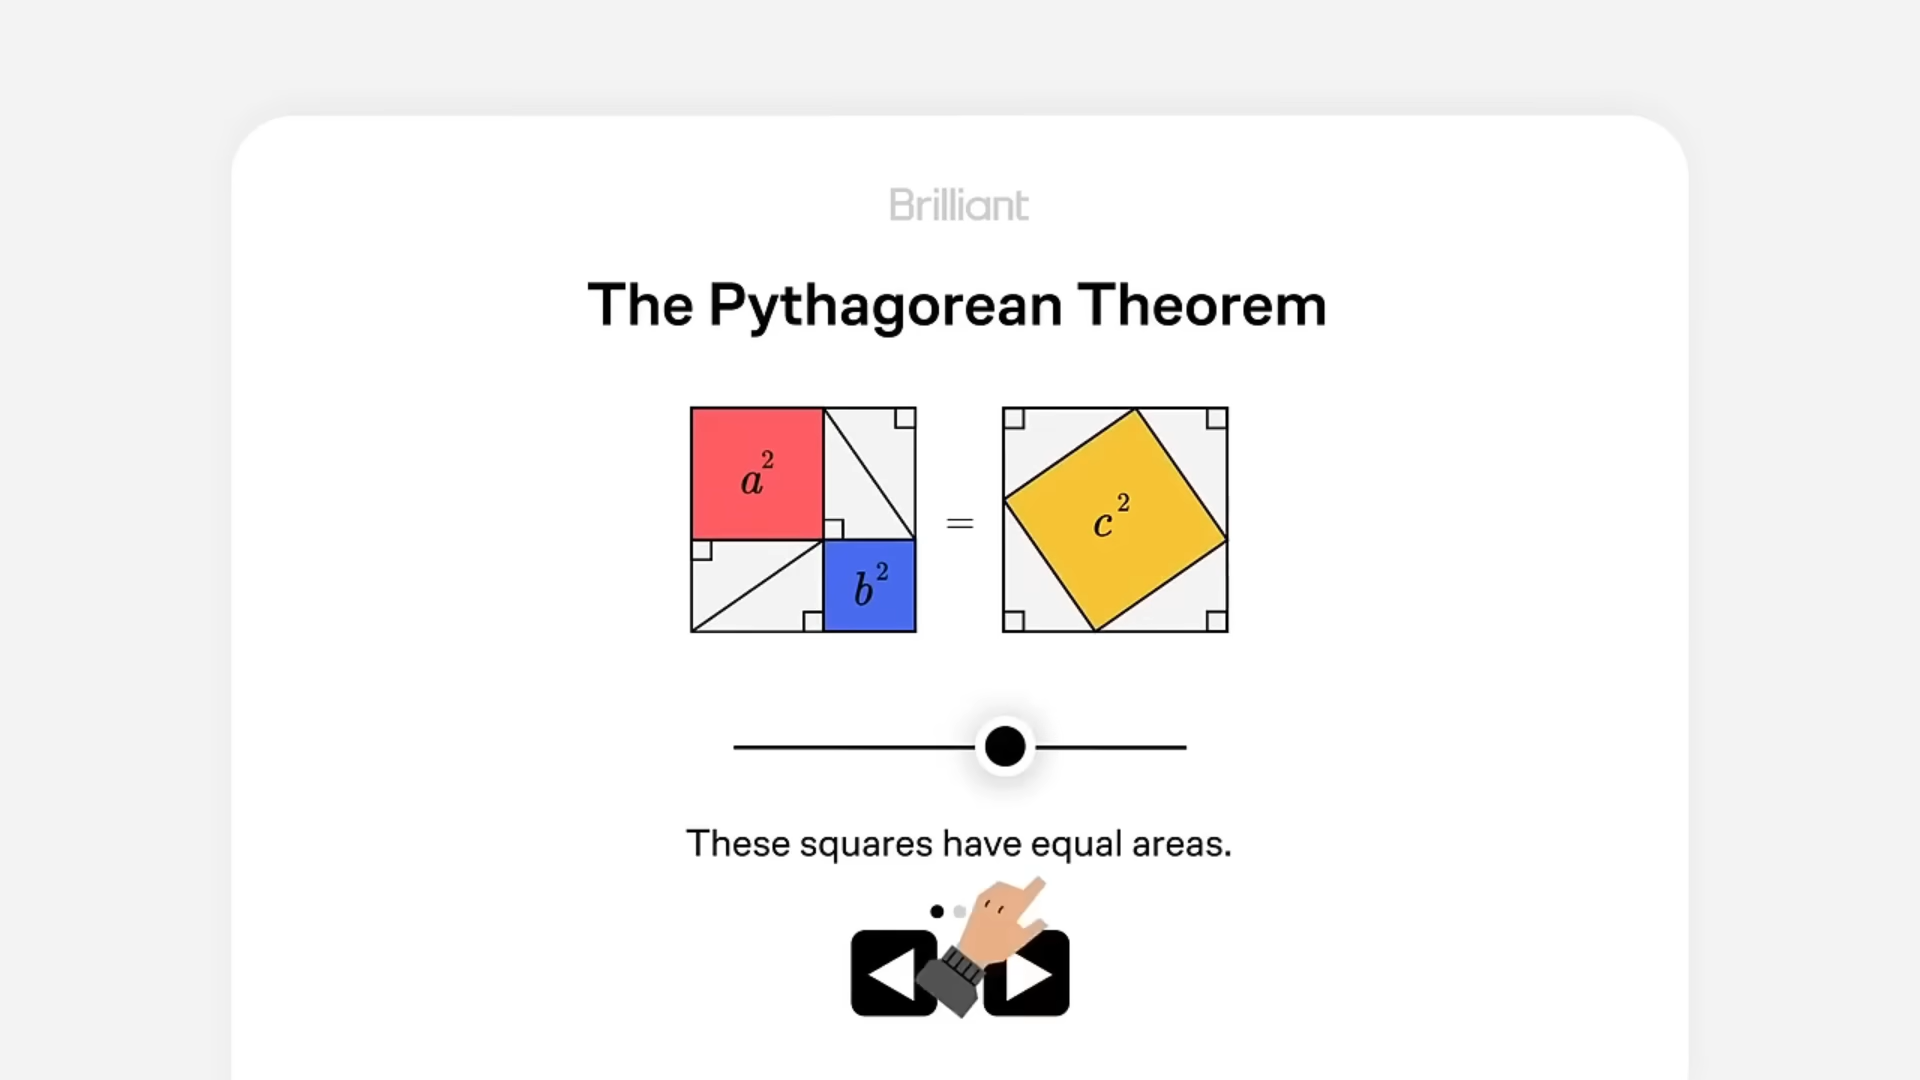 Brilliant
The Pythagorean Theorem
a²
b²
=
c²
These squares have equal areas.